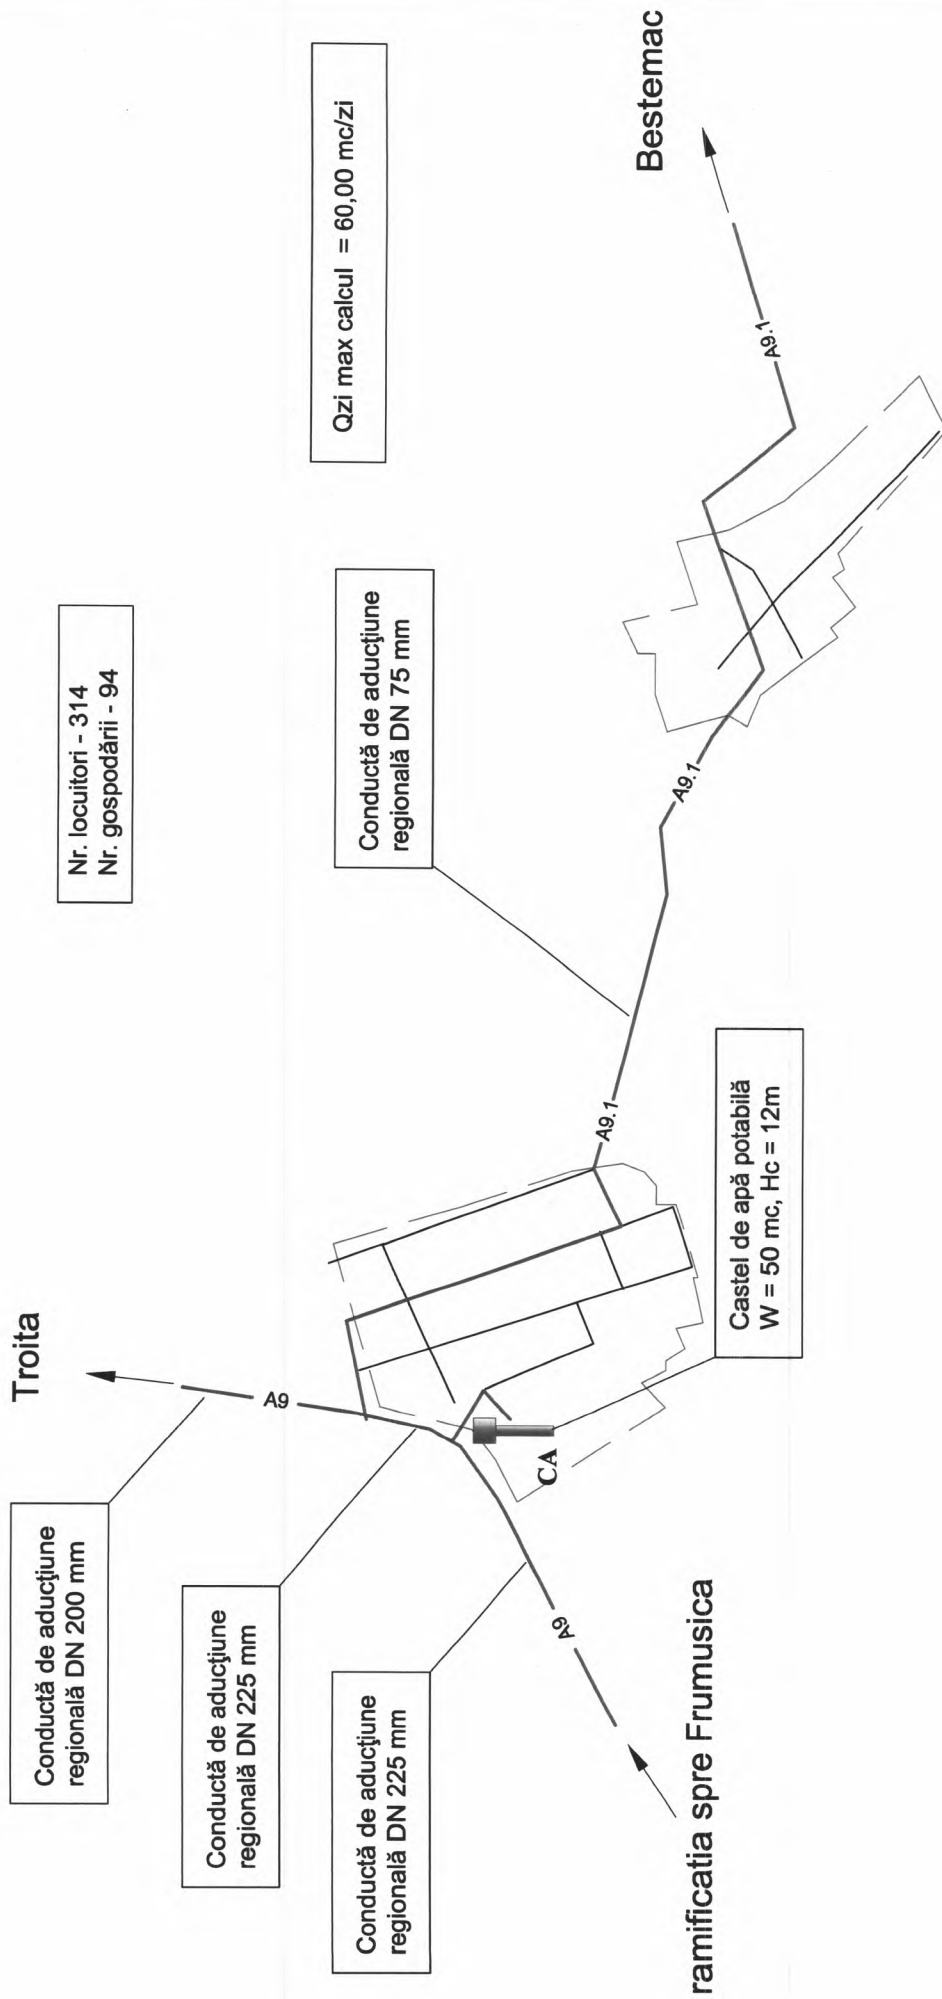 Troita
Conductă de aducţiune
regională DN 200 mm
Conductă de aducţiune
regională DN 225 mm
Conductă de aducţiune
regională DN 225 mm
ramificatia spre Frumusica
A9
A9
CA
Castel de apă potabilă
W = 50 mc, Hc = 12m
Nr. locuitori - 314
Nr. gospodării - 94
Conductă de aducţiune
regională DN 75 mm
A9.1
A9.1
A9.1
Qzi max calcul = 60,00 mc/zi
Bestemac